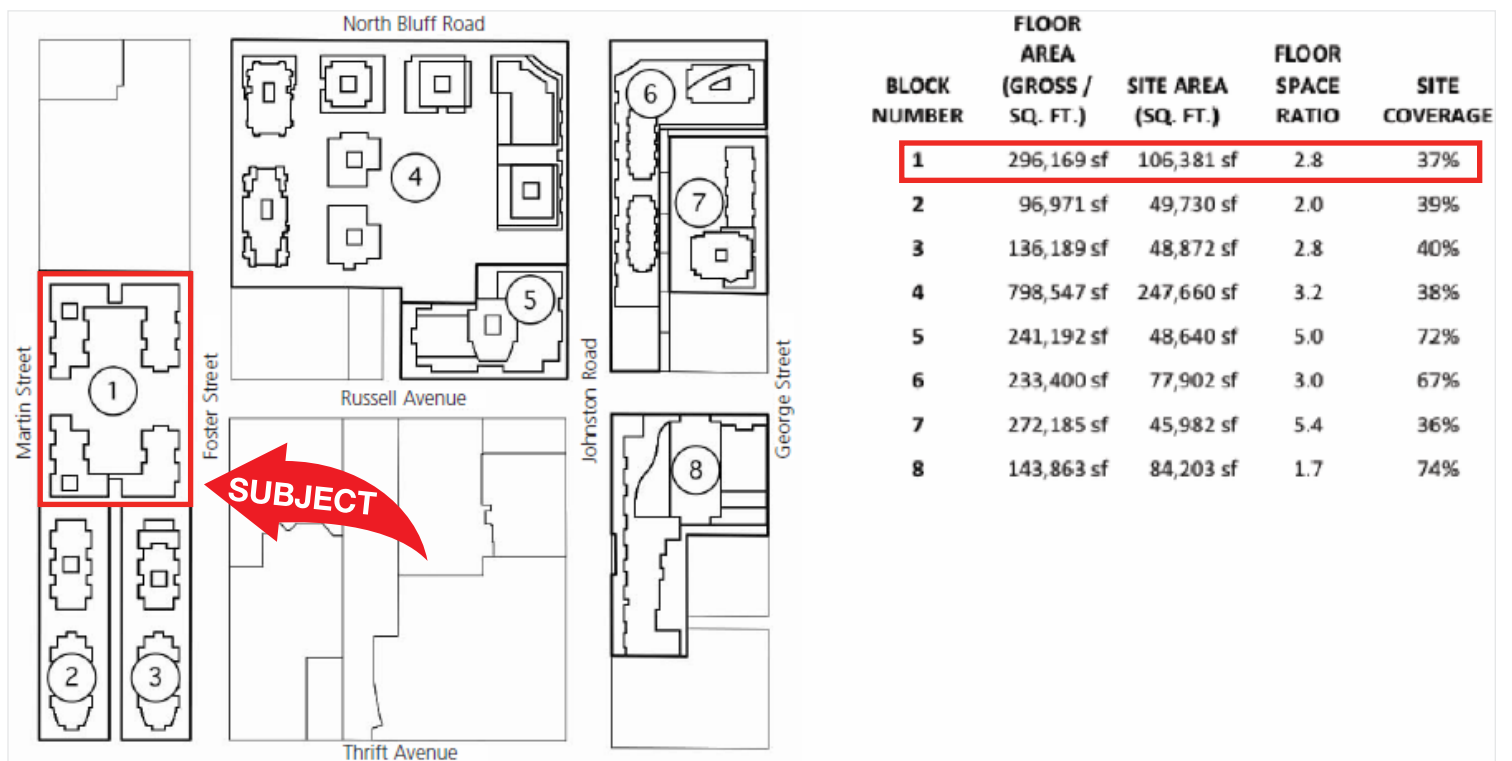 North Bluff Road
4
5
6
7
1
2
3
8
Martin Street
Foster Street
Russell Avenue
Johnston Road
George Street
Thrift Avenue
SUBJECT
BLOCK NUMBER FLOOR AREA (GROSS / SQ. FT.) SITE AREA (SQ. FT.) FLOOR SPACE RATIO SITE COVERAGE
1 296,169 sf 106,381 sf 2.8 37%
2 96,971 sf 49,730 sf 2.0 39%
3 136,189 sf 48,872 sf 2.8 40%
4 798,547 sf 247,660 sf 3.2 38%
5 241,192 sf 48,640 sf 5.0 72%
6 233,400 sf 77,902 sf 3.0 67%
7 272,185 sf 45,982 sf 5.4 36%
8 143,863 sf 84,203 sf 1.7 74%